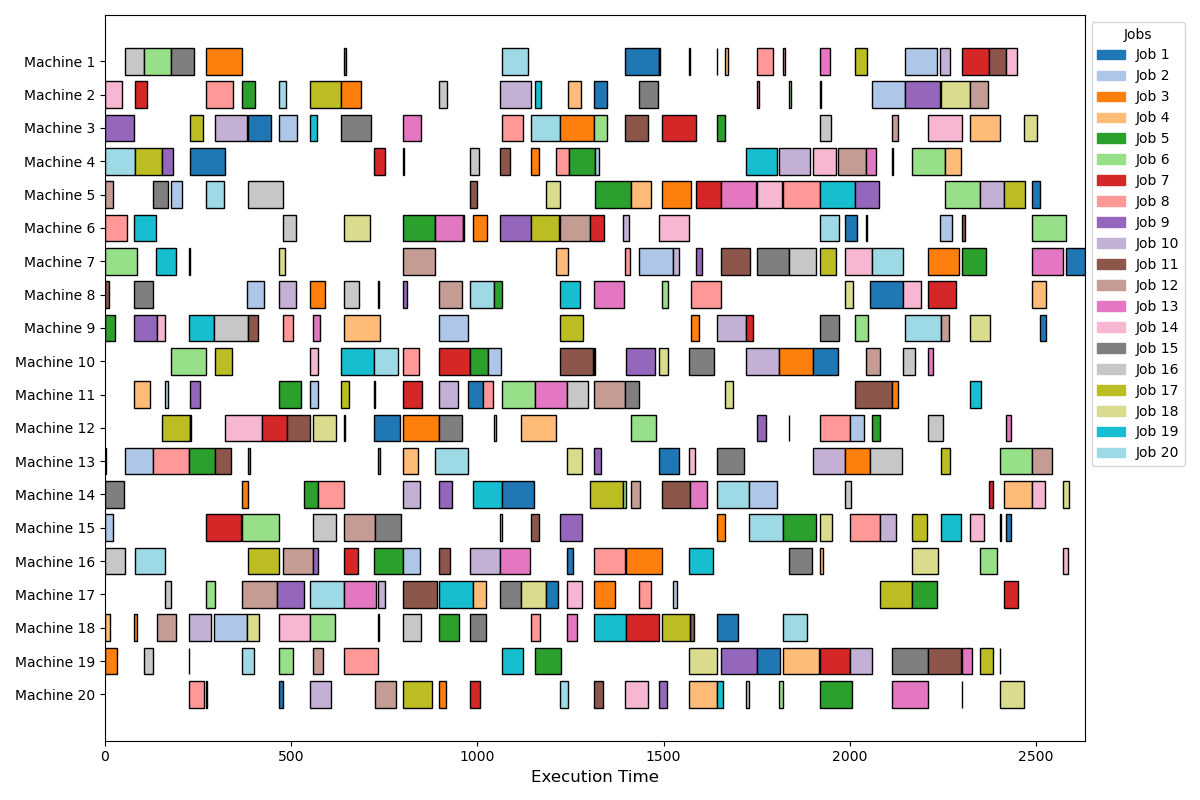 Machine 1
Machine 2
Machine 3
Machine 4
Machine 5
Machine 6
Machine 7
Machine 8
Machine 9
Machine 10
Machine 11
Machine 12
Machine 13
Machine 14
Machine 15
Machine 16
Machine 17
Machine 18
Machine 19
Machine 20
0 500 1000 1500 2000 2500
Execution Time
Jobs
Job 1
Job 2
Job 3
Job 4
Job 5
Job 6
Job 7
Job 8
Job 9
Job 10
Job 11
Job 12
Job 13
Job 14
Job 15
Job 16
Job 17
Job 18
Job 19
Job 20